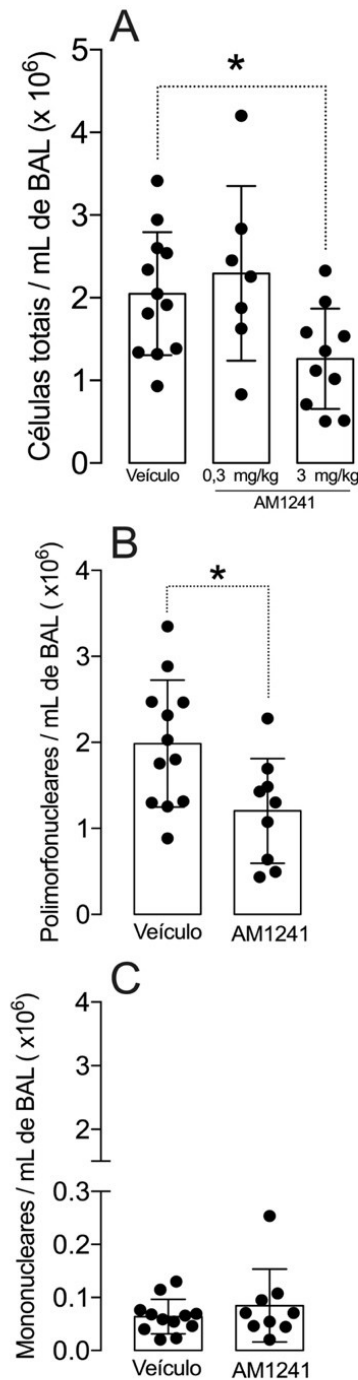 A
Células totais / mL de BAL (x 10⁶)
5
4
3
2
1
0
*
Veículo
0,3 mg/kg
3 mg/kg
AM1241
B
Polimorfonucleares / mL de BAL ( x10⁶)
4
3
2
1
0
*
Veículo
AM1241
C
Mononucleares / mL de BAL ( x10⁶)
4
3
2
0.3
0.2
0.1
0.0
Veículo
AM1241